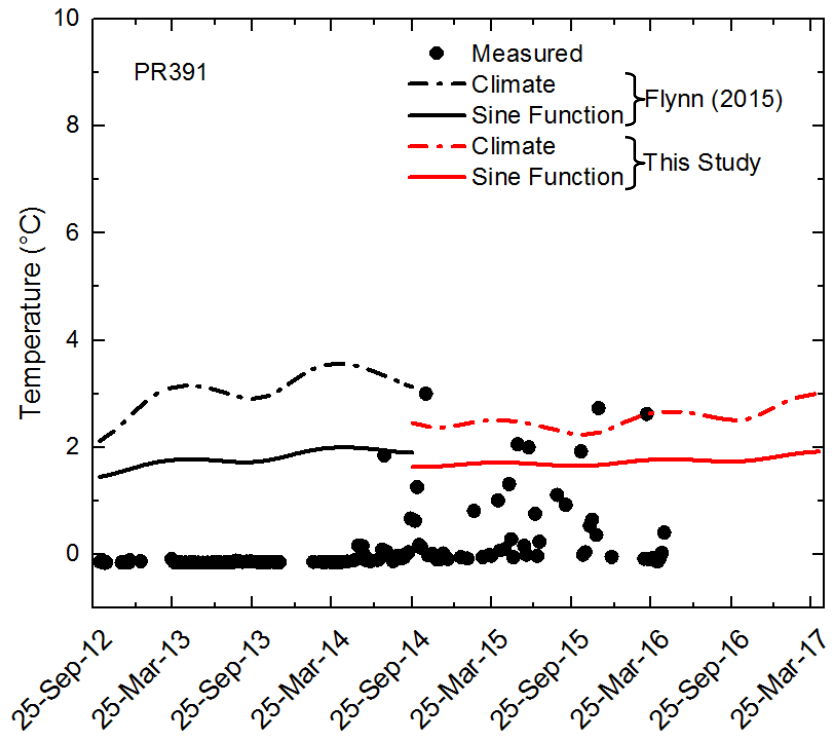 10
8
6
4
2
0
Temperature (°C)
PR391
Measured
Climate
Sine Function
Flynn (2015)
Climate
Sine Function
This Study
25-Sep-12
25-Mar-13
25-Sep-13
25-Mar-14
25-Sep-14
25-Mar-15
25-Sep-15
25-Mar-16
25-Sep-16
25-Mar-17